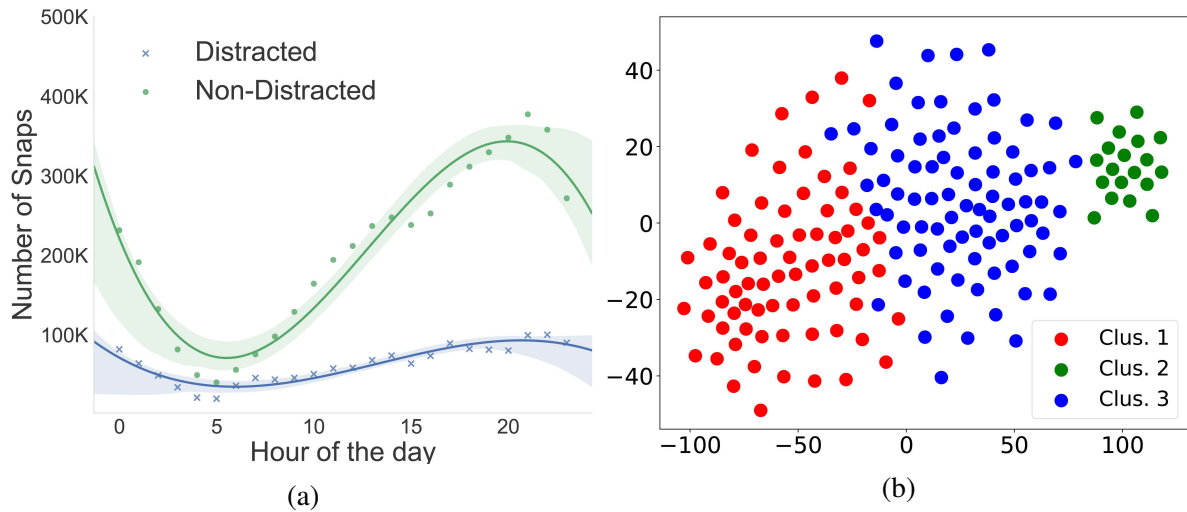 500K
400K
300K
200K
100K
Number of Snaps
Distracted
Non-Distracted
0 5 10 15 20
Hour of the day
(a)
40
20
0
−20
−40
Clus. 1
Clus. 2
Clus. 3
−100 −50 0 50 100
(b)